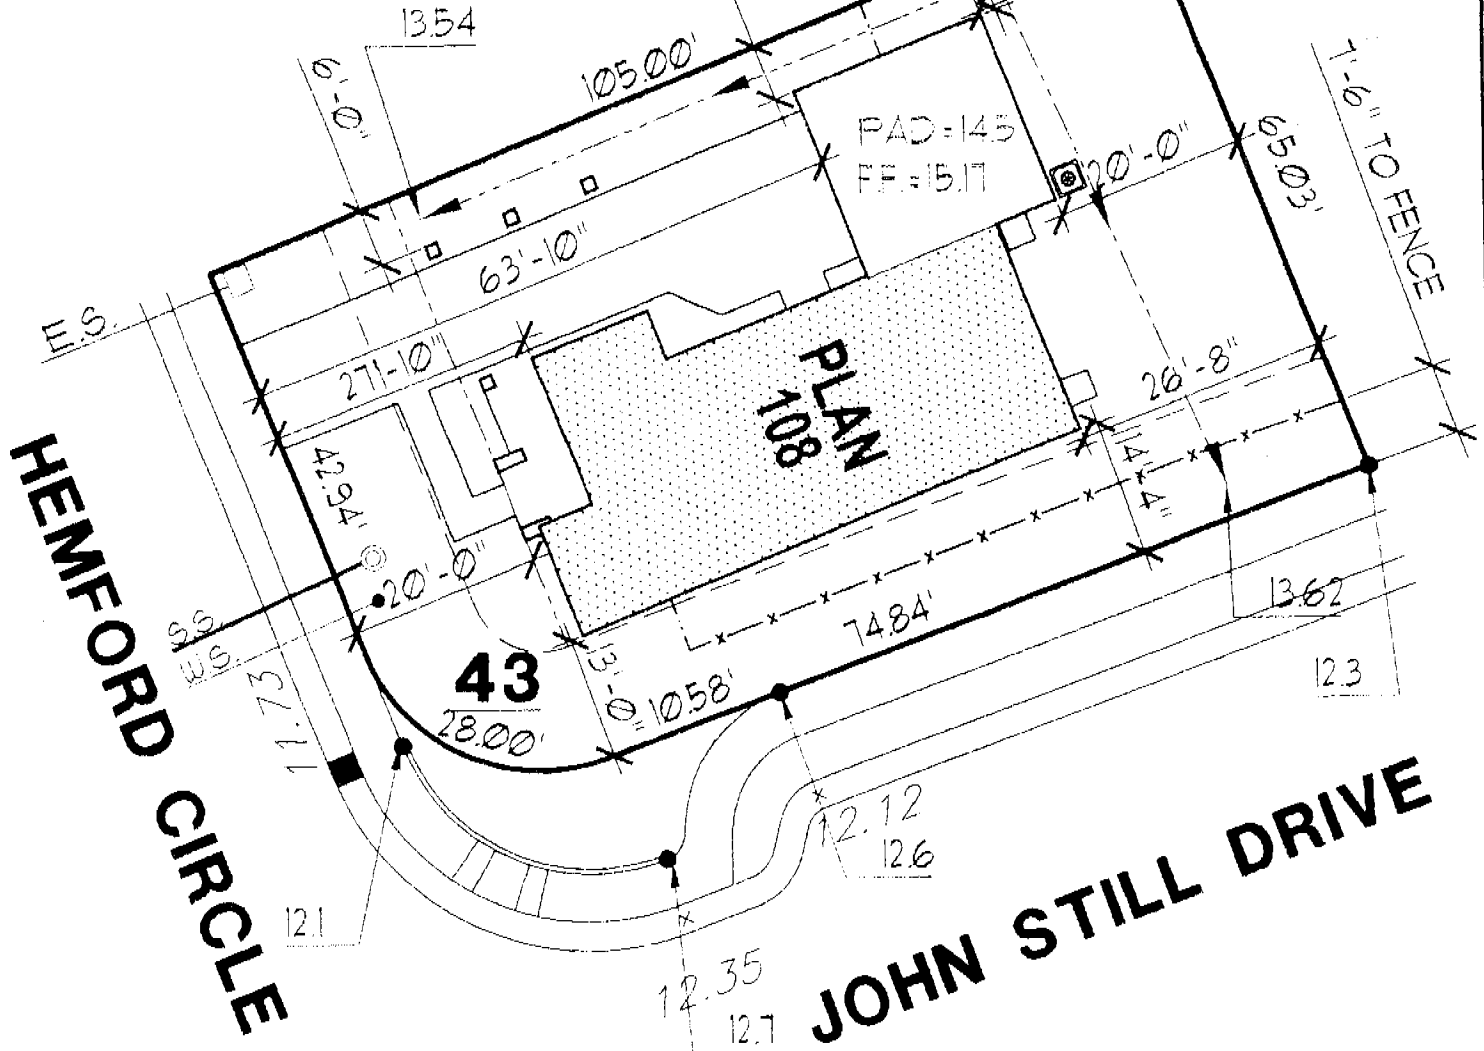 13.54
6'-0"
105.00'
PAD=14.5
F.F.=15.17
20'-0"
65.03'
7'-6" TO FENCE
63'-10"
E.S.
271-10"
PLAN
108
26'-8"
42.94'
14'-4"
20'-0"
S.S.
W.S.
13.62
74.84'
12.3
43
28.00'
13'-0"
10.58'
11.73
12.12
12.6
12.1
12.35
12.7
HEMFORD CIRCLE
JOHN STILL DRIVE